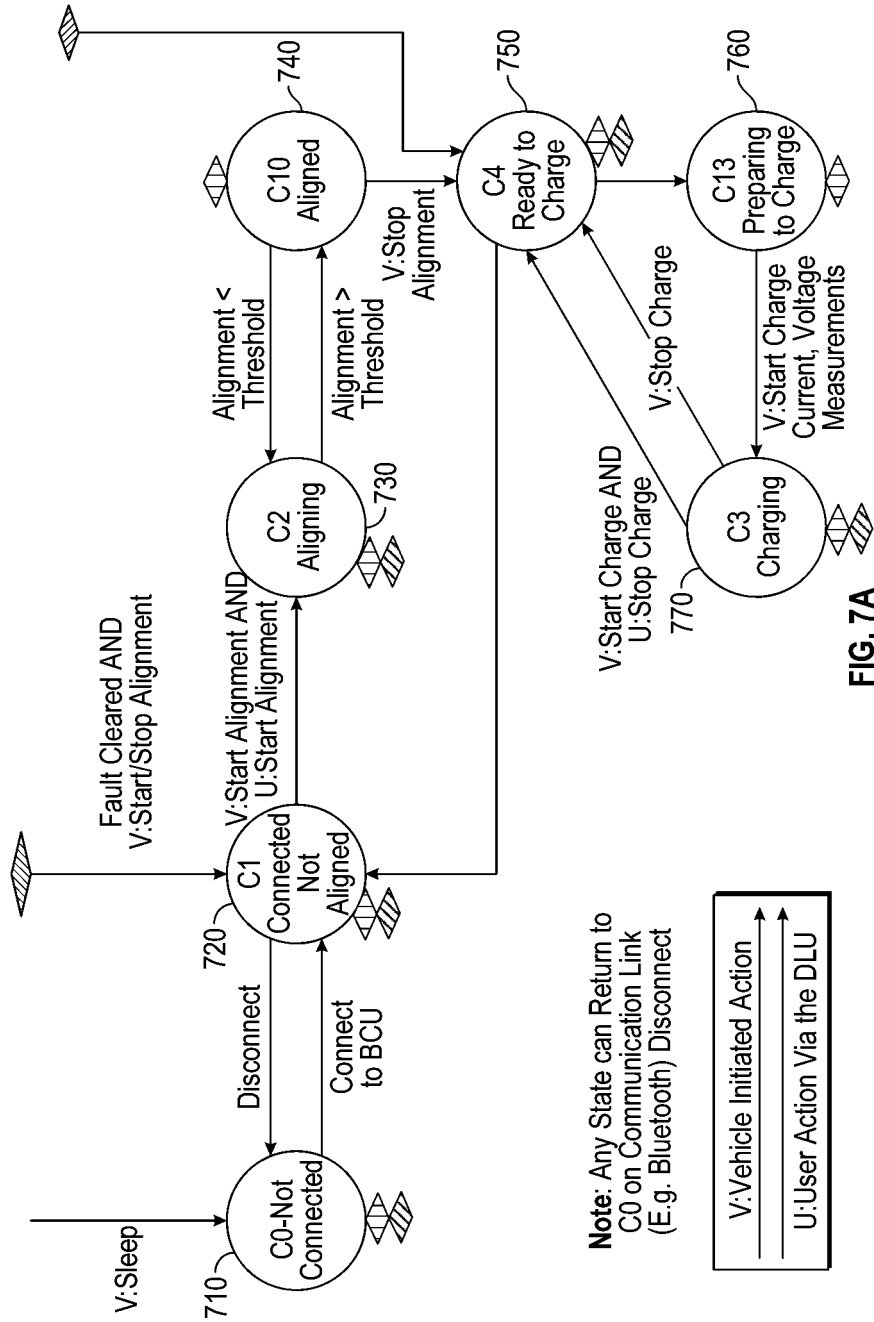 V:Sleep
710
C0-Not
Connected
Disconnect
Connect
to BCU
720
C1
Connected
Not
Aligned
Fault Cleared AND
V:Start/Stop Alignment
V:Start Alignment AND
U:Start Alignment
C2
Aligning
730
Alignment <
Threshold
Alignment >
Threshold
C10
Aligned
740
V:Stop
Alignment
C4
Ready to
Charge
750
C13
Preparing
to Charge
760
V:Start Charge
Current, Voltage
Measurements
V:Stop Charge
V:Start Charge AND
U:Stop Charge
770
C3
Charging
Note: Any State can Return to
C0 on Communication Link
(E.g. Bluetooth) Disconnect
V:Vehicle Initiated Action
U:User Action Via the DLU
FIG. 7A